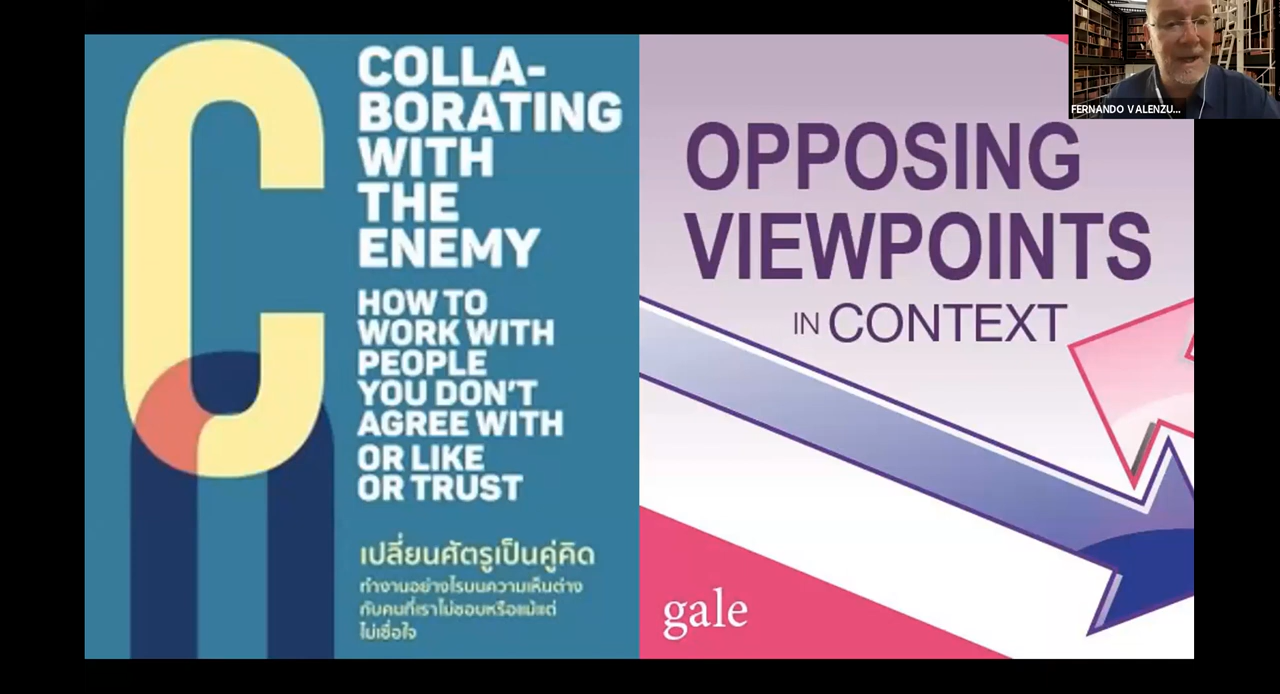 COLLA-
BORATING
WITH
THE
ENEMY
HOW TO
WORK WITH
PEOPLE
YOU DON'T
AGREE WITH
OR LIKE
OR TRUST
เปลี่ยนศัตรูเป็นคู่คิด
ทำงานอย่างไรบนความเห็นต่าง
กับคนที่เราไม่ชอบหรือแม้แต่
ไม่เชื่อใจ
OPPOSING
VIEWPOINTS
IN CONTEXT
gale
FERNANDO VALENZU...